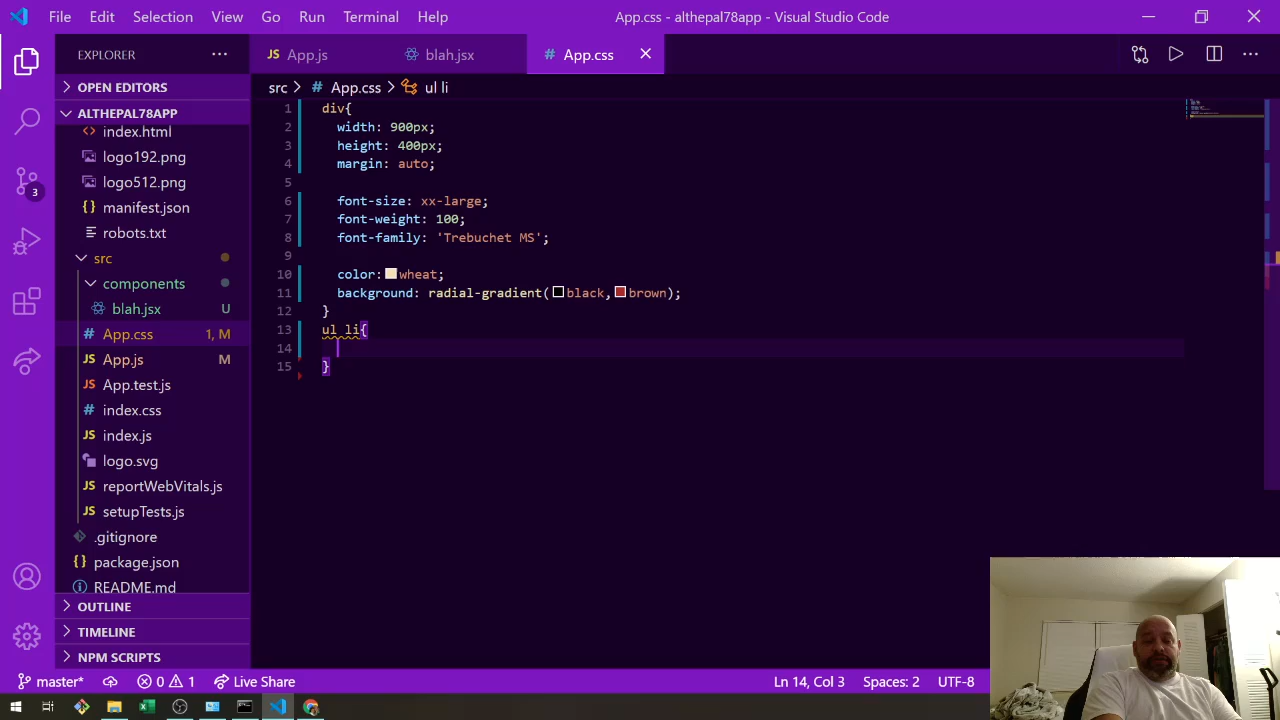 File Edit Selection View Go Run Terminal Help App.css - althepal78app - Visual Studio Code
EXPLORER
App.js blah.jsx App.css
OPEN EDITORS
src App.css ul li
ALTHEPAL78APP
index.html
logo192.png
logo512.png
manifest.json
robots.txt
src
components
blah.jsx U
App.css 1, M
App.js M
App.test.js
index.css
index.js
logo.svg
reportWebVitals.js
setupTests.js
.gitignore
package.json
README.md
OUTLINE
TIMELINE
NPM SCRIPTS
3
1 div{
2 width: 900px;
3 height: 400px;
4 margin: auto;
5
6 font-size: xx-large;
7 font-weight: 100;
8 font-family: 'Trebuchet MS';
9
10 color: wheat;
11 background: radial-gradient(black,brown);
12 }
13 ul li{
14
15 }
master* 0 1 Live Share Ln 14, Col 3 Spaces: 2 UTF-8